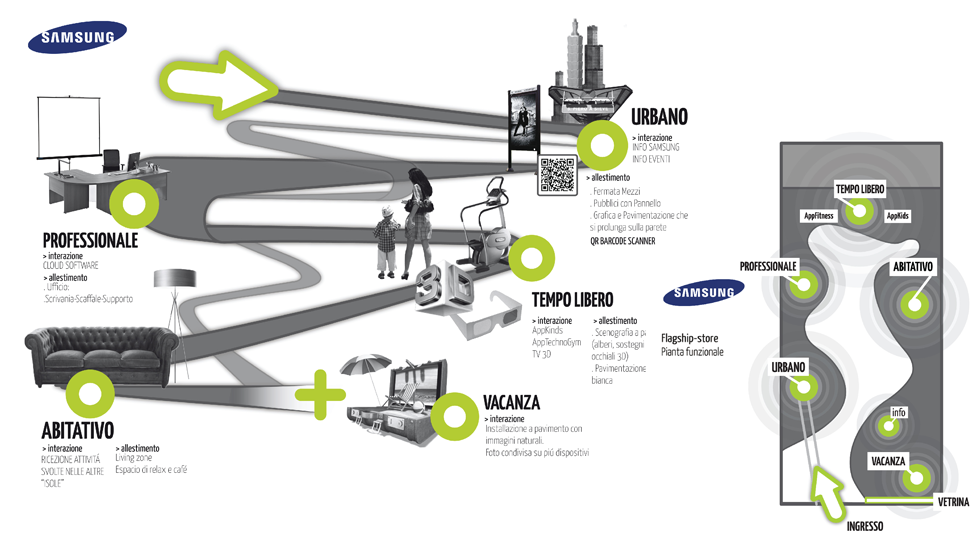 SAMSUNG
URBANO
> interazione
INFO SAMSUNG
INFO EVENTI
> allestimento
. Fermata Mezzi
. Pubblici con Pannello
. Grafica e Pavimentazione che
si prolunga sulla parete
QR BARCODE SCANNER
PROFESSIONALE
> interazione
CLOUD SOFTWARE
> allestimento
. Ufficio:
.Scrivania-Scaffale-Supporto
3D
TEMPO LIBERO
> interazione
AppKinds
AppTechnoGym
TV 3D
> allestimento
. Scenografia a pa
(alberi, sostegni
occhiali 3D)
. Pavimentazione
bianca
ABITATIVO
> interazione
RICEZIONE ATTIVITÁ
SVOLTE NELLE ALTRE
"ISOLE"
> allestimento
Living zone
Espacio di relax e café
VACANZA
> interazione
Installazione a pavimento con
immagini naturali.
Foto condivisa su più dispositivi
SAMSUNG
Flagship-store
Pianta funzionale
TEMPO LIBERO
AppFitness
AppKids
PROFESSIONALE
ABITATIVO
URBANO
info
VACANZA
VETRINA
INGRESSO